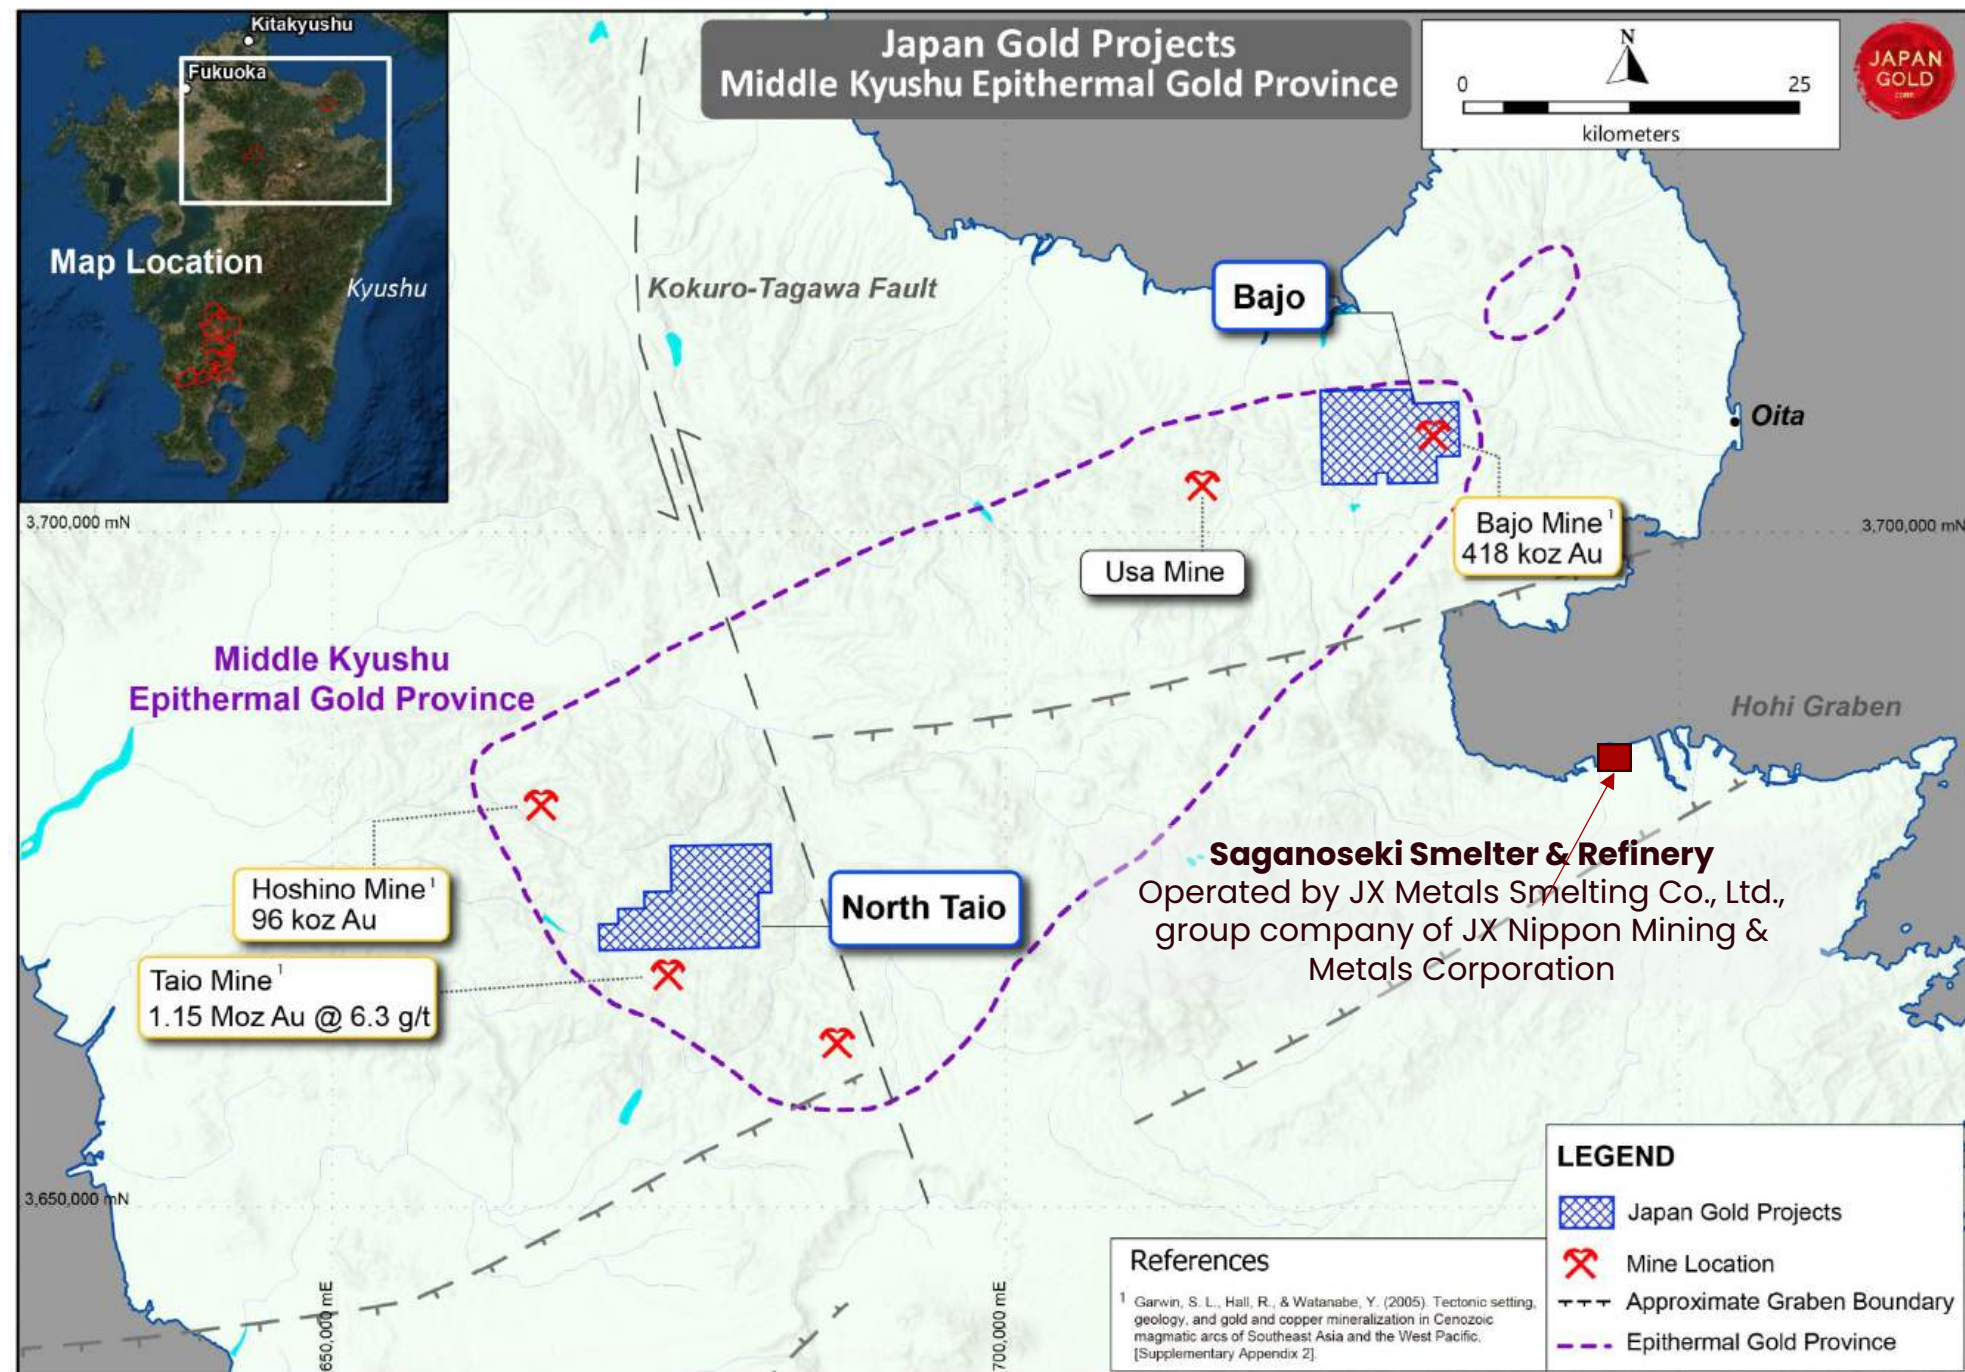 Kitakyushu
Fukuoka
Map Location
Kyushu
Japan Gold Projects
Middle Kyushu Epithermal Gold Province
N
0 25
kilometers
JAPAN
GOLD
CORP.
Kokuro-Tagawa Fault
Bajo
Oita
3,700,000 mN
3,700,000 mN
Bajo Mine¹
418 koz Au
Usa Mine
Middle Kyushu
Epithermal Gold Province
Hohi Graben
Saganoseki Smelter & Refinery
Operated by JX Metals Smelting Co., Ltd.,
group company of JX Nippon Mining &
Metals Corporation
Hoshino Mine¹
96 koz Au
North Taio
Taio Mine¹
1.15 Moz Au @ 6.3 g/t
3,650,000 mN
650,000 mE
700,000 mE
References
¹ Garwin, S. L., Hall, R., & Watanabe, Y. (2005). Tectonic setting,
geology, and gold and copper mineralization in Cenozoic
magmatic arcs of Southeast Asia and the West Pacific.
[Supplementary Appendix 2].
LEGEND
Japan Gold Projects
Mine Location
Approximate Graben Boundary
Epithermal Gold Province